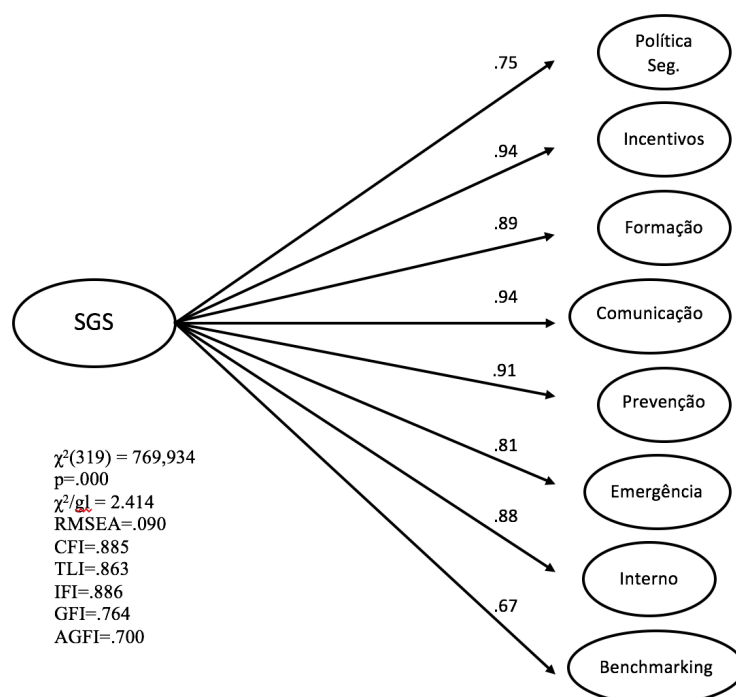 .75
Política
Seg.
.94
Incentivos
.89
Formação
.94
Comunicação
SGS
.91
Prevenção
.81
Emergência
.88
Interno
.67
Benchmarking
χ²(319) = 769,934
p=.000
χ²/gl = 2.414
RMSEA=.090
CFI=.885
TLI=.863
IFI=.886
GFI=.764
AGFI=.700